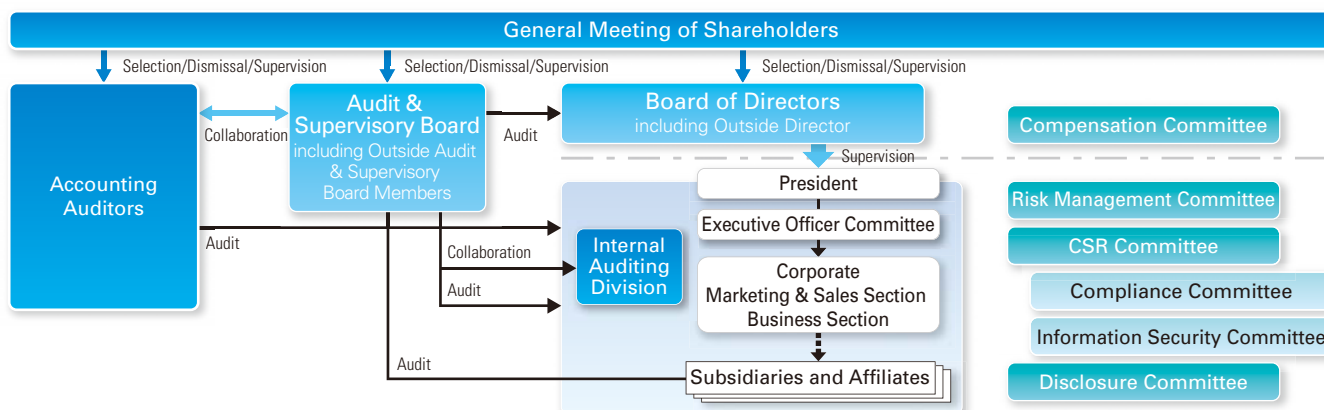 General Meeting of Shareholders
Selection/Dismissal/Supervision
Selection/Dismissal/Supervision
Selection/Dismissal/Supervision
Accounting
Auditors
Collaboration
Audit &
Supervisory Board
including Outside Audit
& Supervisory
Board Members
Audit
Board of Directors
including Outside Director
Compensation Committee
Supervision
President
Executive Officer Committee
Audit
Collaboration
Audit
Internal
Auditing
Division
Corporate
Marketing & Sales Section
Business Section
Audit
Subsidiaries and Affiliates
Risk Management Committee
CSR Committee
Compliance Committee
Information Security Committee
Disclosure Committee